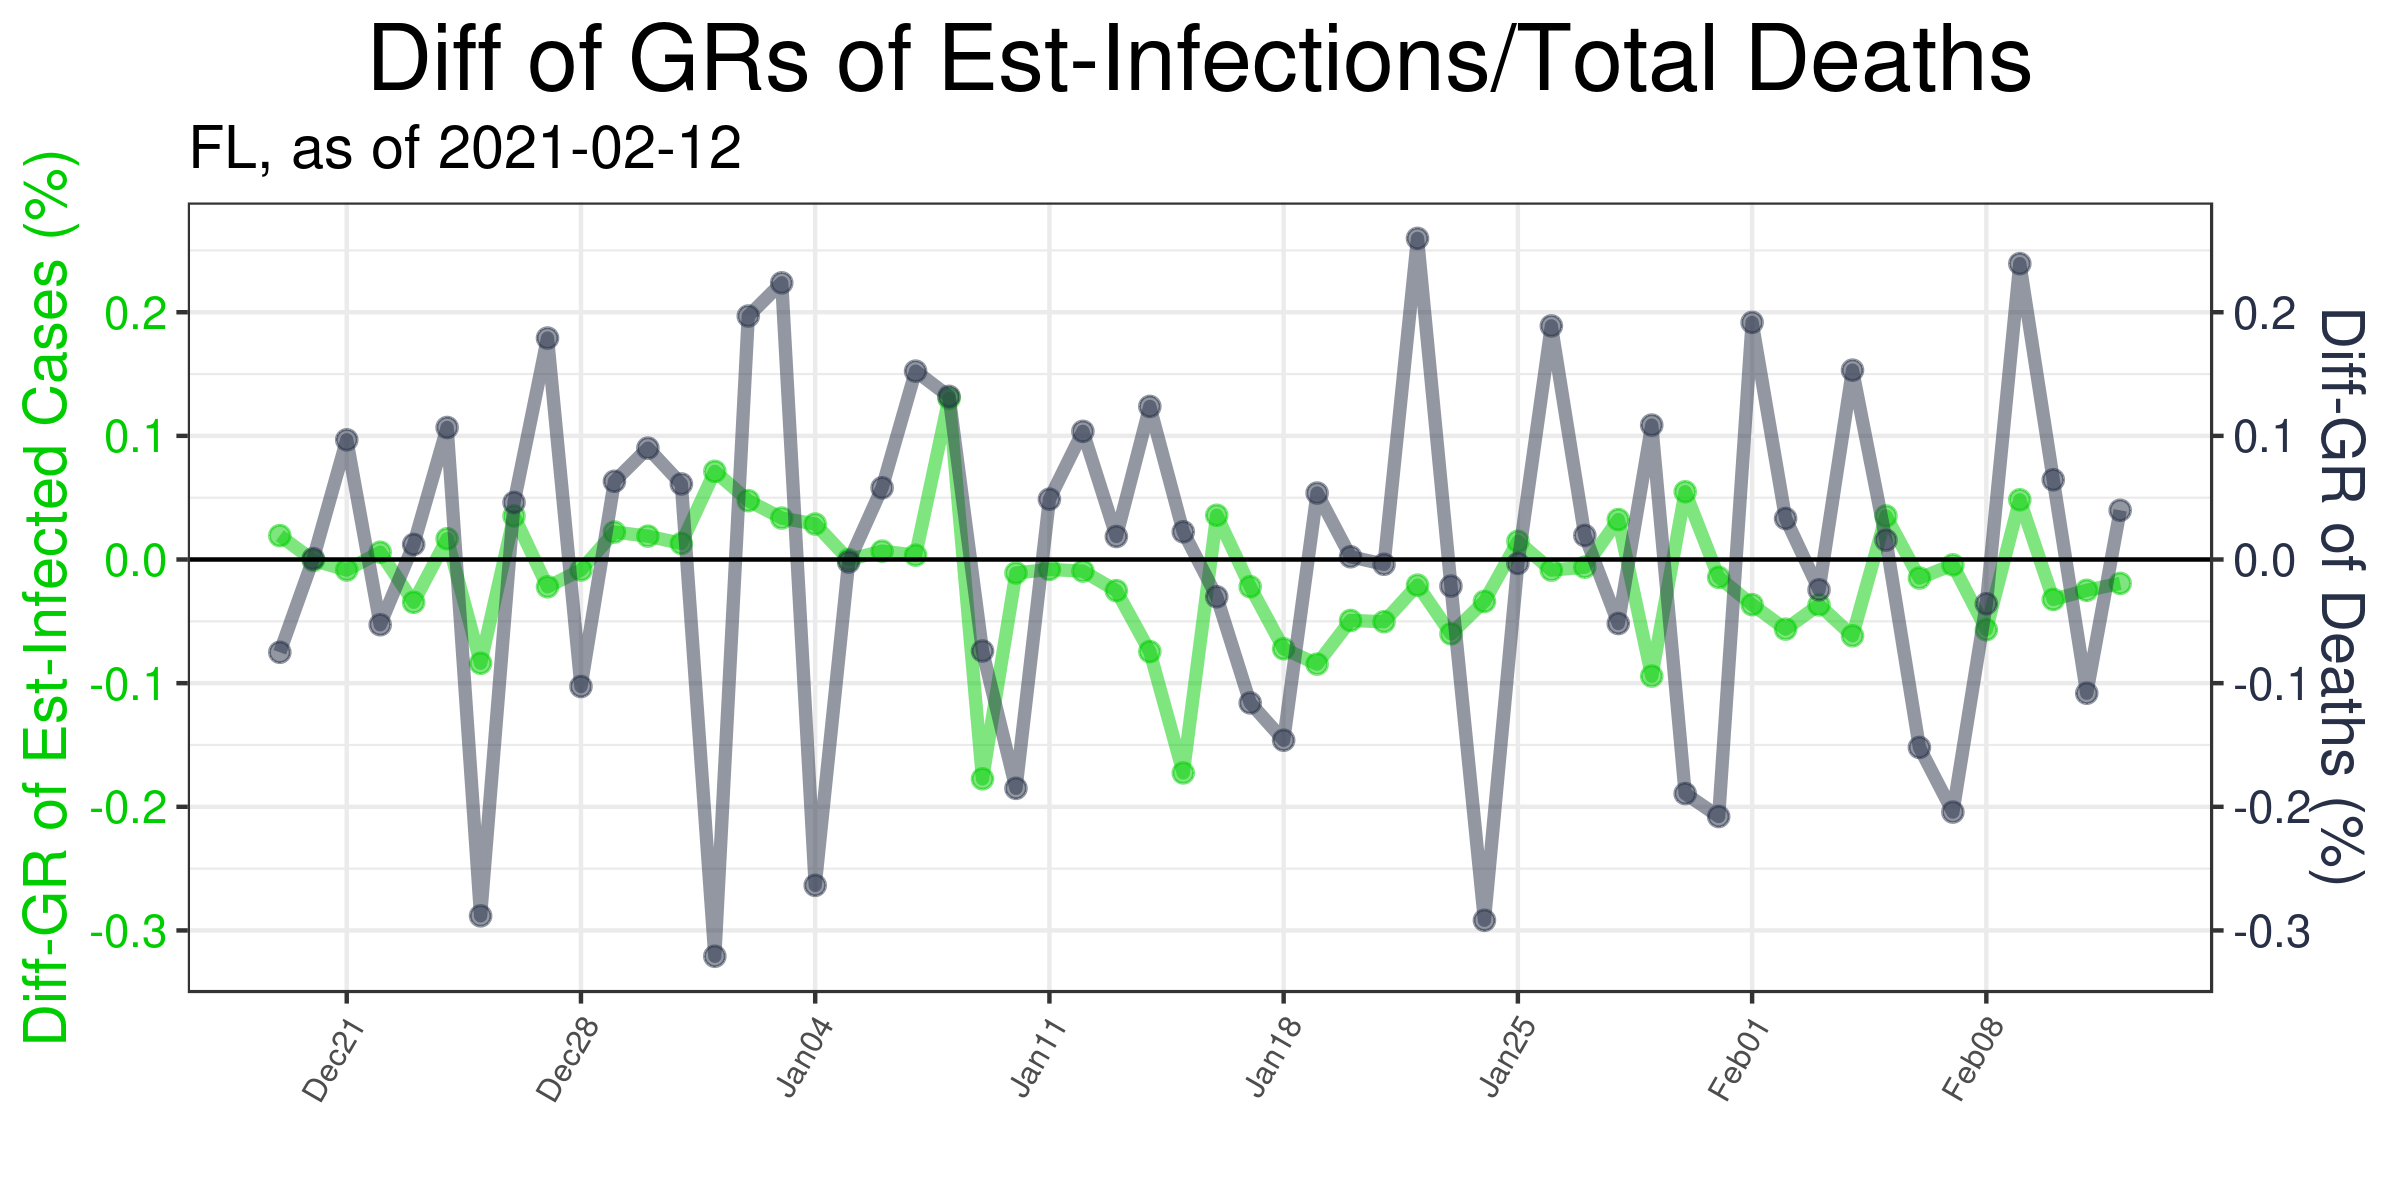 Diff of GRs of Est-Infections/Total Deaths
FL, as of 2021-02-12
Diff-GR of Est-Infected Cases (%)
0.2
0.1
0.0
-0.1
-0.2
-0.3
0.2
0.1
0.0
-0.1
-0.2
-0.3
Diff-GR of Deaths (%)
Dec21
Dec28
Jan04
Jan11
Jan18
Jan25
Feb01
Feb08